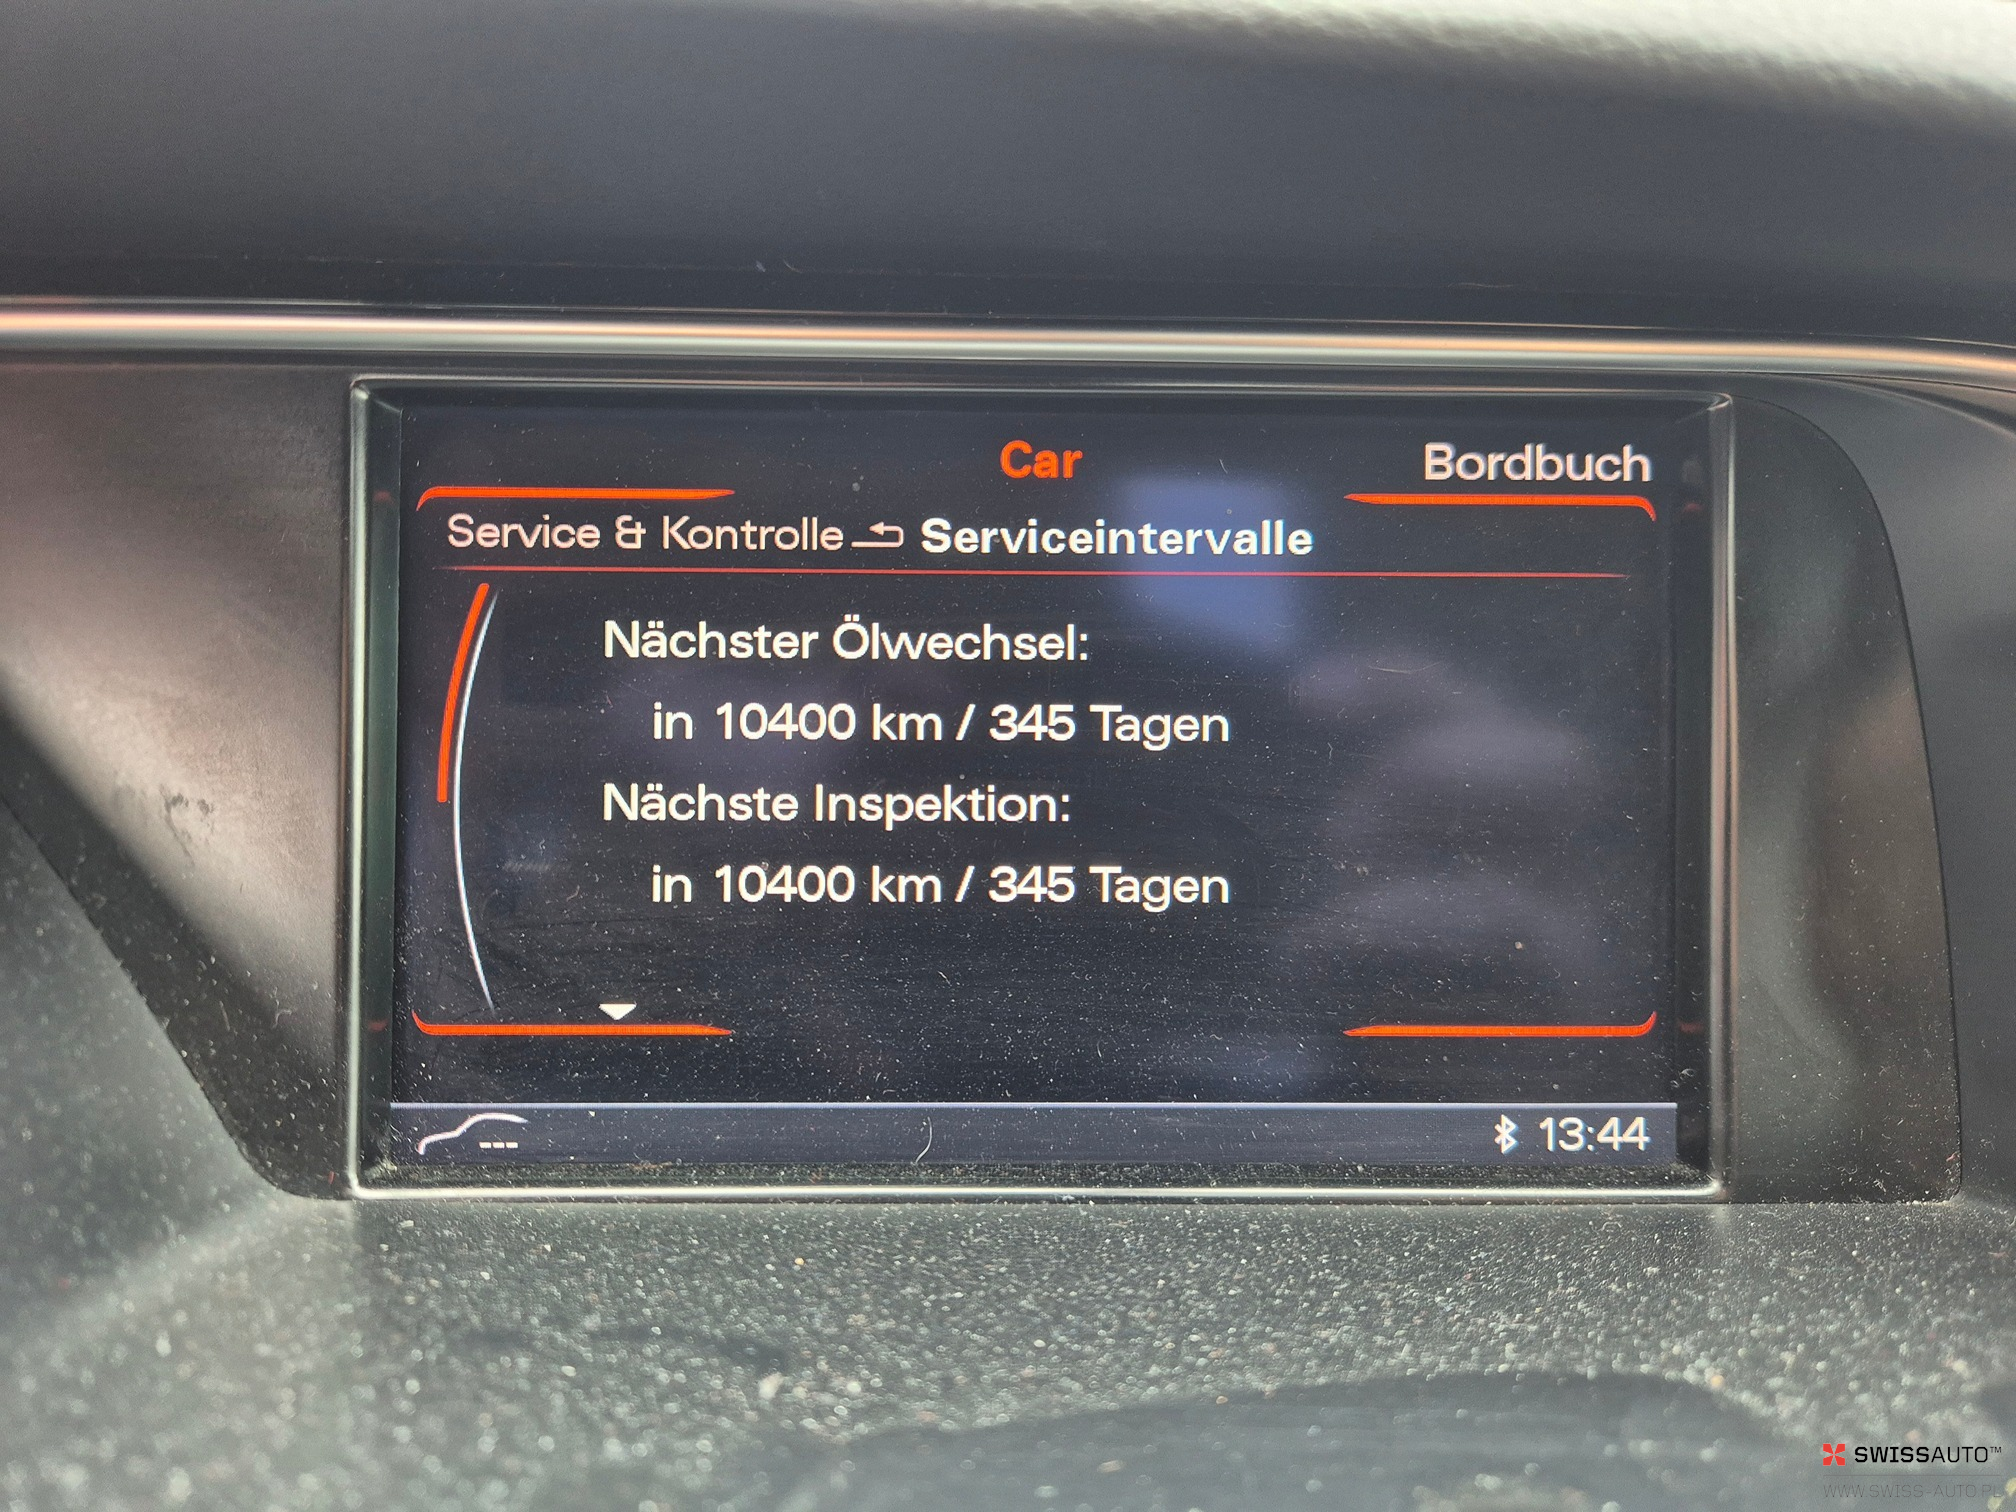 Car
Bordbuch
Service & Kontrolle Serviceintervalle
Nächster Ölwechsel:
in 10400 km / 345 Tagen
Nächste Inspektion:
in 10400 km / 345 Tagen
---
13:44
SWISSAUTO™